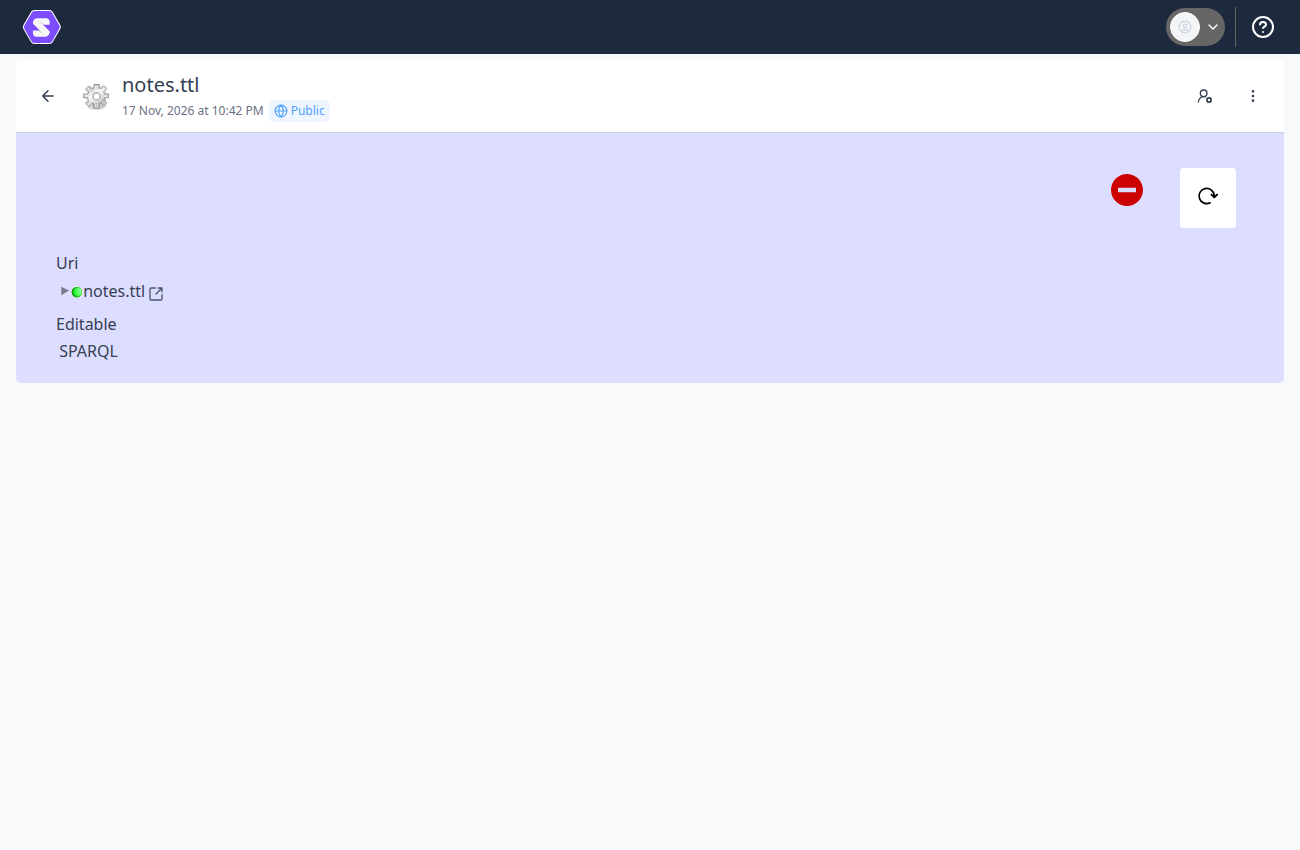 notes.ttl
17 Nov, 2026 at 10:42 PM Public
Uri
notes.ttl
Editable
SPARQL